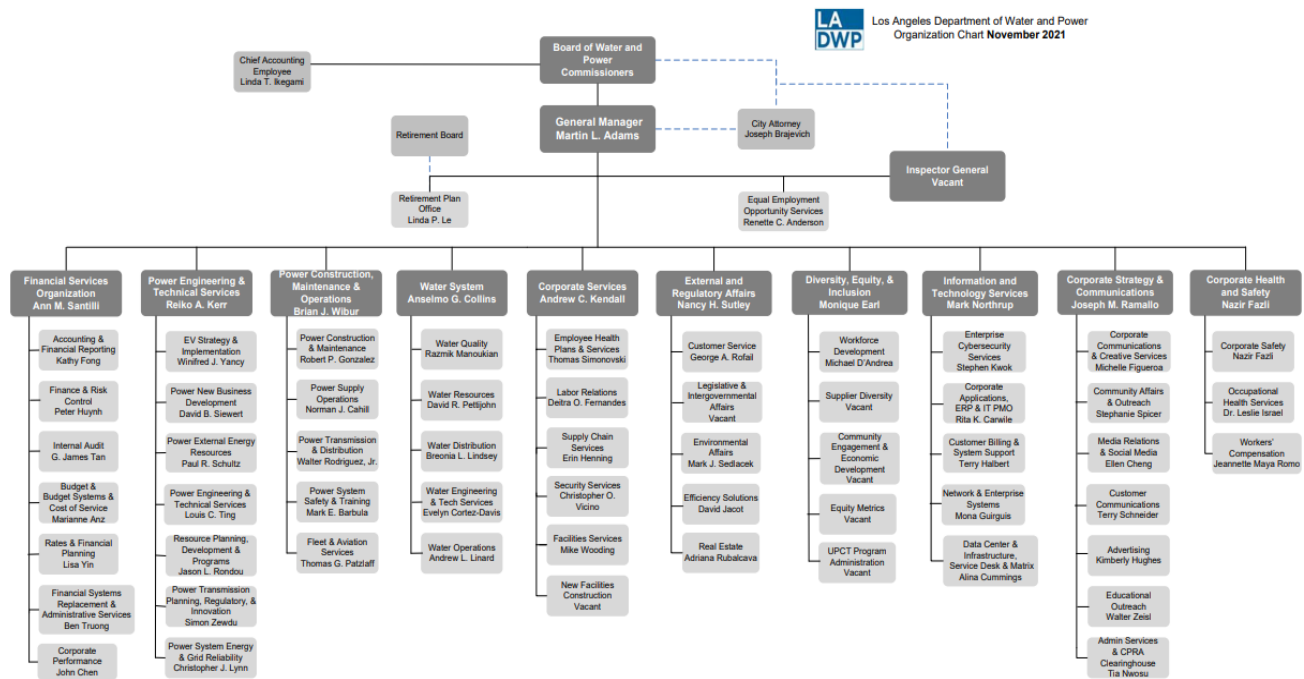 LA
DWP
Los Angeles Department of Water and Power
Organization Chart November 2021
Board of Water and
Power
Commissioners
Chief Accounting
Employee
Linda T. Ikegami
General Manager
Martin L. Adams
City Attorney
Joseph Brajevich
Retirement Board
Inspector General
Vacant
Retirement Plan
Office
Linda P. Le
Equal Employment
Opportunity Services
Renette C. Anderson
Financial Services
Organization
Ann M. Santilli
Accounting &
Financial Reporting
Kathy Fong
Finance & Risk
Control
Peter Huynh
Internal Audit
G. James Tan
Budget &
Budget Systems &
Cost of Service
Marianne Anz
Rates & Financial
Planning
Lisa Yin
Financial Systems
Replacement &
Administrative Services
Ben Truong
Corporate
Performance
John Chen
Power Engineering &
Technical Services
Reiko A. Kerr
EV Strategy &
Implementation
Winifred J. Yancy
Power New Business
Development
David B. Siewert
Power External Energy
Resources
Paul R. Schultz
Power Engineering &
Technical Services
Louis C. Ting
Resource Planning,
Development &
Programs
Jason L. Rondou
Power Transmission
Planning, Regulatory, &
Innovation
Simon Zewdu
Power System Energy
& Grid Reliability
Christopher J. Lynn
Power Construction,
Maintenance &
Operations
Brian J. Wibur
Power Construction
& Maintenance
Robert P. Gonzalez
Power Supply
Operations
Norman J. Cahill
Power Transmission
& Distribution
Walter Rodriguez, Jr.
Power System
Safety & Training
Mark E. Barbula
Fleet & Aviation
Services
Thomas G. Patzlaff
Water System
Anselmo G. Collins
Water Quality
Razmik Manoukian
Water Resources
David R. Pettijohn
Water Distribution
Breonia L. Lindsey
Water Engineering
& Tech Services
Evelyn Cortez-Davis
Water Operations
Andrew L. Linard
Corporate Services
Andrew C. Kendall
Employee Health
Plans & Services
Thomas Simonovski
Labor Relations
Deitra O. Fernandes
Supply Chain
Services
Erin Henning
Security Services
Christopher O.
Vicino
Facilities Services
Mike Wooding
New Facilities
Construction
Vacant
External and
Regulatory Affairs
Nancy H. Sutley
Customer Service
George A. Rofail
Legislative &
Intergovernmental
Affairs
Vacant
Environmental
Affairs
Mark J. Sedlacek
Efficiency Solutions
David Jacot
Real Estate
Adriana Rubalcava
Diversity, Equity, &
Inclusion
Monique Earl
Workforce
Development
Michael D'Andrea
Supplier Diversity
Vacant
Community
Engagement &
Economic
Development
Vacant
Equity Metrics
Vacant
UPCT Program
Administration
Vacant
Information and
Technology Services
Mark Northrup
Enterprise
Cybersecurity
Services
Stephen Kwok
Corporate
Applications,
ERP & IT PMO
Rita K. Carwile
Customer Billing &
System Support
Terry Halbert
Network & Enterprise
Systems
Mona Guirguis
Data Center &
Infrastructure,
Service Desk & Matrix
Alina Cummings
Corporate Strategy &
Communications
Joseph M. Ramallo
Corporate
Communications
& Creative Services
Michelle Figueroa
Community Affairs
& Outreach
Stephanie Spicer
Media Relations
& Social Media
Ellen Cheng
Customer
Communications
Terry Schneider
Advertising
Kimberly Hughes
Educational
Outreach
Walter Zeisl
Admin Services
& CPRA
Clearinghouse
Tia Nwosu
Corporate Health
and Safety
Nazir Fazli
Corporate Safety
Nazir Fazli
Occupational
Health Services
Dr. Leslie Israel
Workers'
Compensation
Jeannette Maya Romo